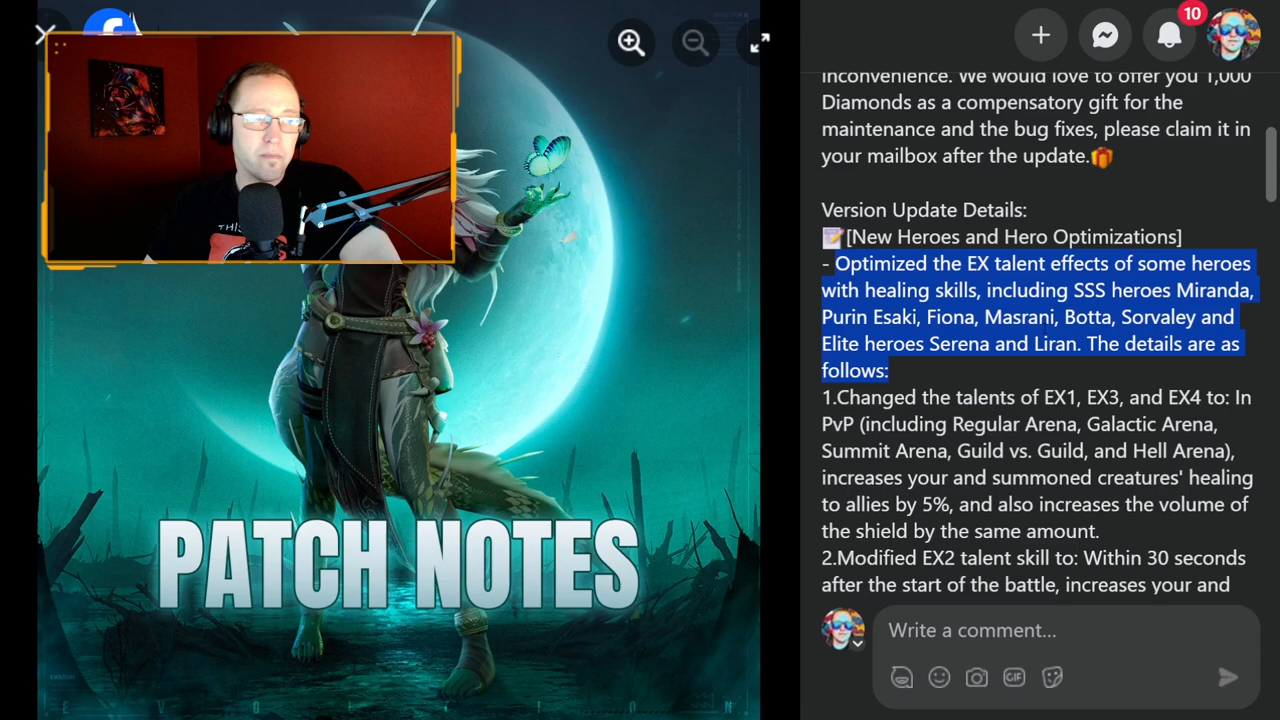 PATCH NOTES
THIS
10
inconvenience. We would love to offer you 1,000
Diamonds as a compensatory gift for the
maintenance and the bug fixes, please claim it in
your mailbox after the update.🎁
Version Update Details:
📝[New Heroes and Hero Optimizations]
- Optimized the EX talent effects of some heroes
with healing skills, including SSS heroes Miranda,
Purin Esaki, Fiona, Masrani, Botta, Sorvaley and
Elite heroes Serena and Liran. The details are as
follows:
1.Changed the talents of EX1, EX3, and EX4 to: In
PvP (including Regular Arena, Galactic Arena,
Summit Arena, Guild vs. Guild, and Hell Arena),
increases your and summoned creatures' healing
to allies by 5%, and also increases the volume of
the shield by the same amount.
2.Modified EX2 talent skill to: Within 30 seconds
after the start of the battle, increases your and
Write a comment…
GIF